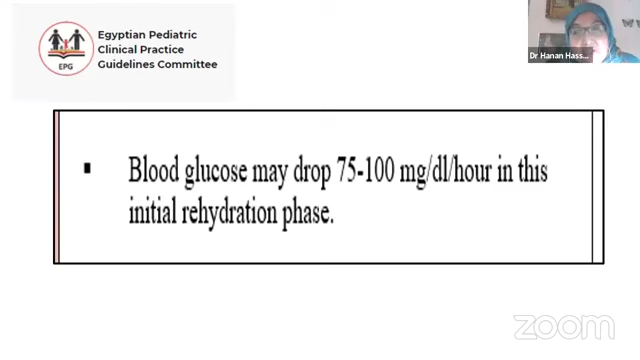 Egyptian Pediatric
Clinical Practice
Guidelines Committee
EPG
Dr Hanan Hass...
▪ Blood glucose may drop 75-100 mg/dl/hour in this
initial rehydration phase.
zoom